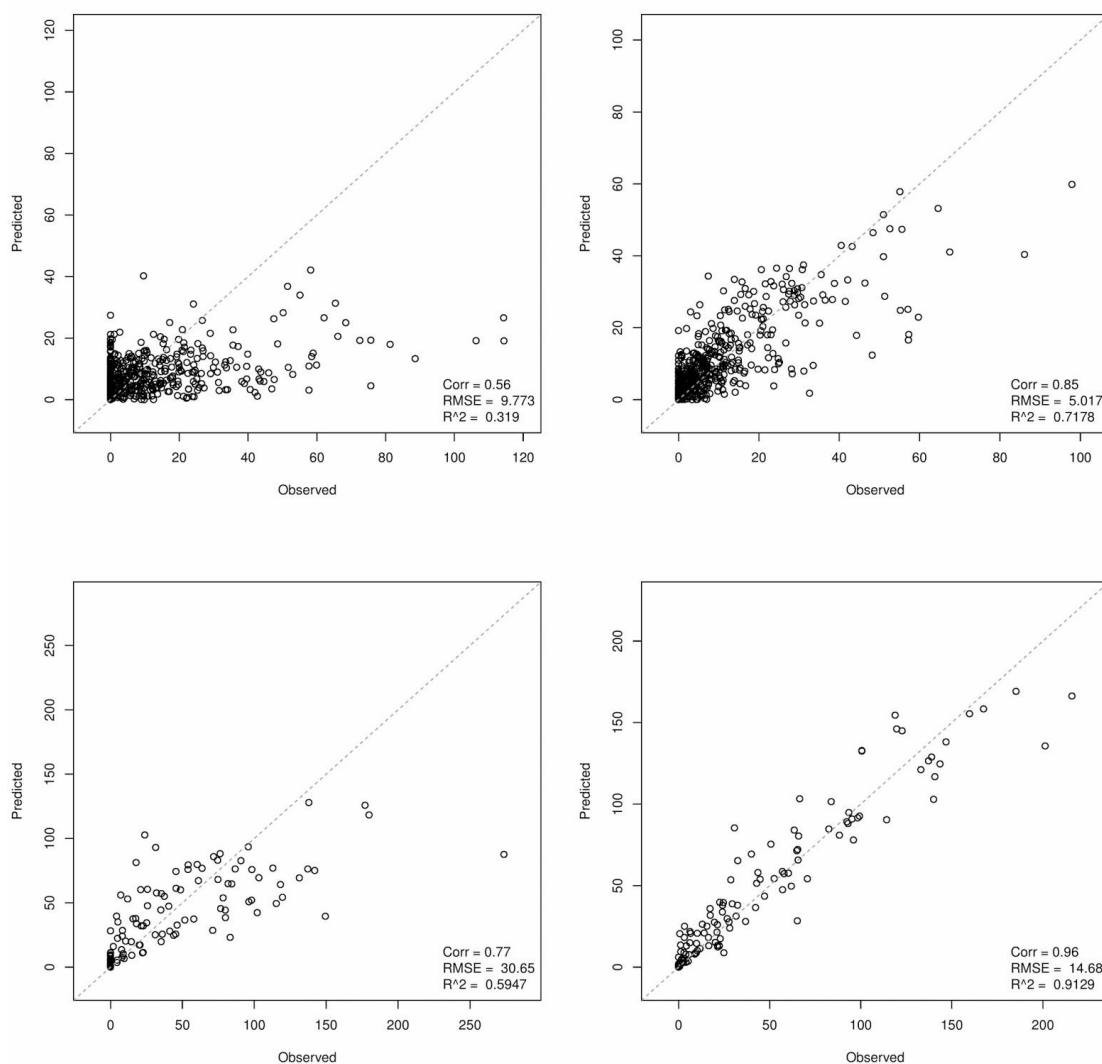 120
100
80
60
40
20
0
Predicted
Corr = 0.56
RMSE = 9.773
R^2 = 0.319
0 20 40 60 80 100 120
Observed
100
80
60
40
20
0
Predicted
Corr = 0.85
RMSE = 5.017
R^2 = 0.7178
0 20 40 60 80 100
Observed
250
200
150
100
50
0
Predicted
Corr = 0.77
RMSE = 30.65
R^2 = 0.5947
0 50 100 150 200 250
Observed
200
150
100
50
0
Predicted
Corr = 0.96
RMSE = 14.68
R^2 = 0.9129
0 50 100 150 200
Observed